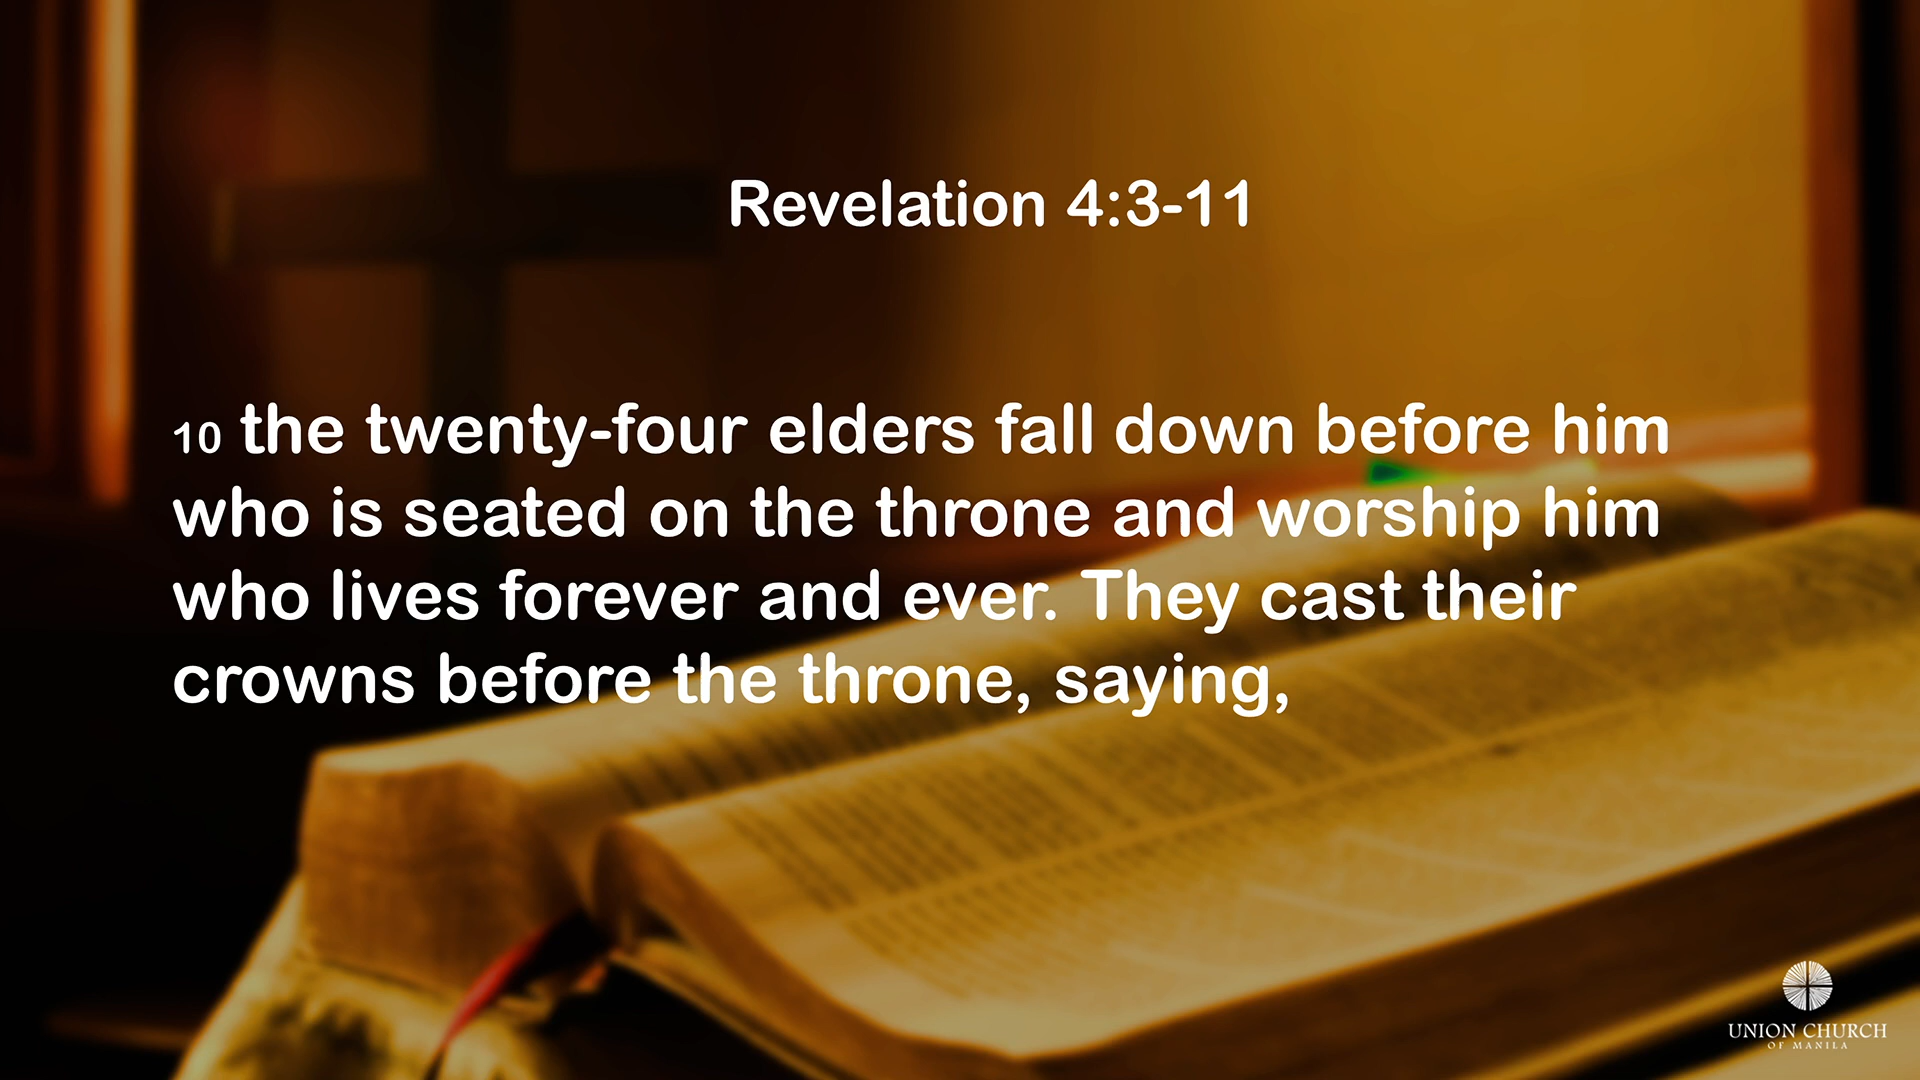 Revelation 4:3-11
10 the twenty-four elders fall down before him
who is seated on the throne and worship him
who lives forever and ever. They cast their
crowns before the throne, saying,
UNION CHURCH
OF MANILA